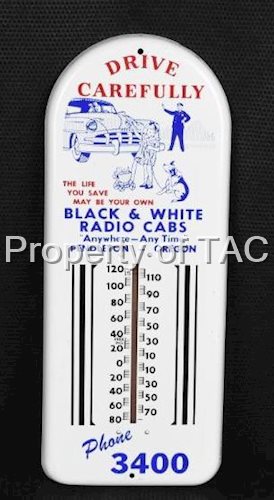 DRIVE
CAREFULLY
THE LIFE
YOU SAVE
MAY BE YOUR OWN
BLACK & WHITE
RADIO CABS
"Anywhere—Any Time"
PENDLETON, OREGON
Property of TAC
120 110
100 90
80 70
60 50
40 30
20 10
0 10
20 30
40 50
60 70
80
Phone
3400